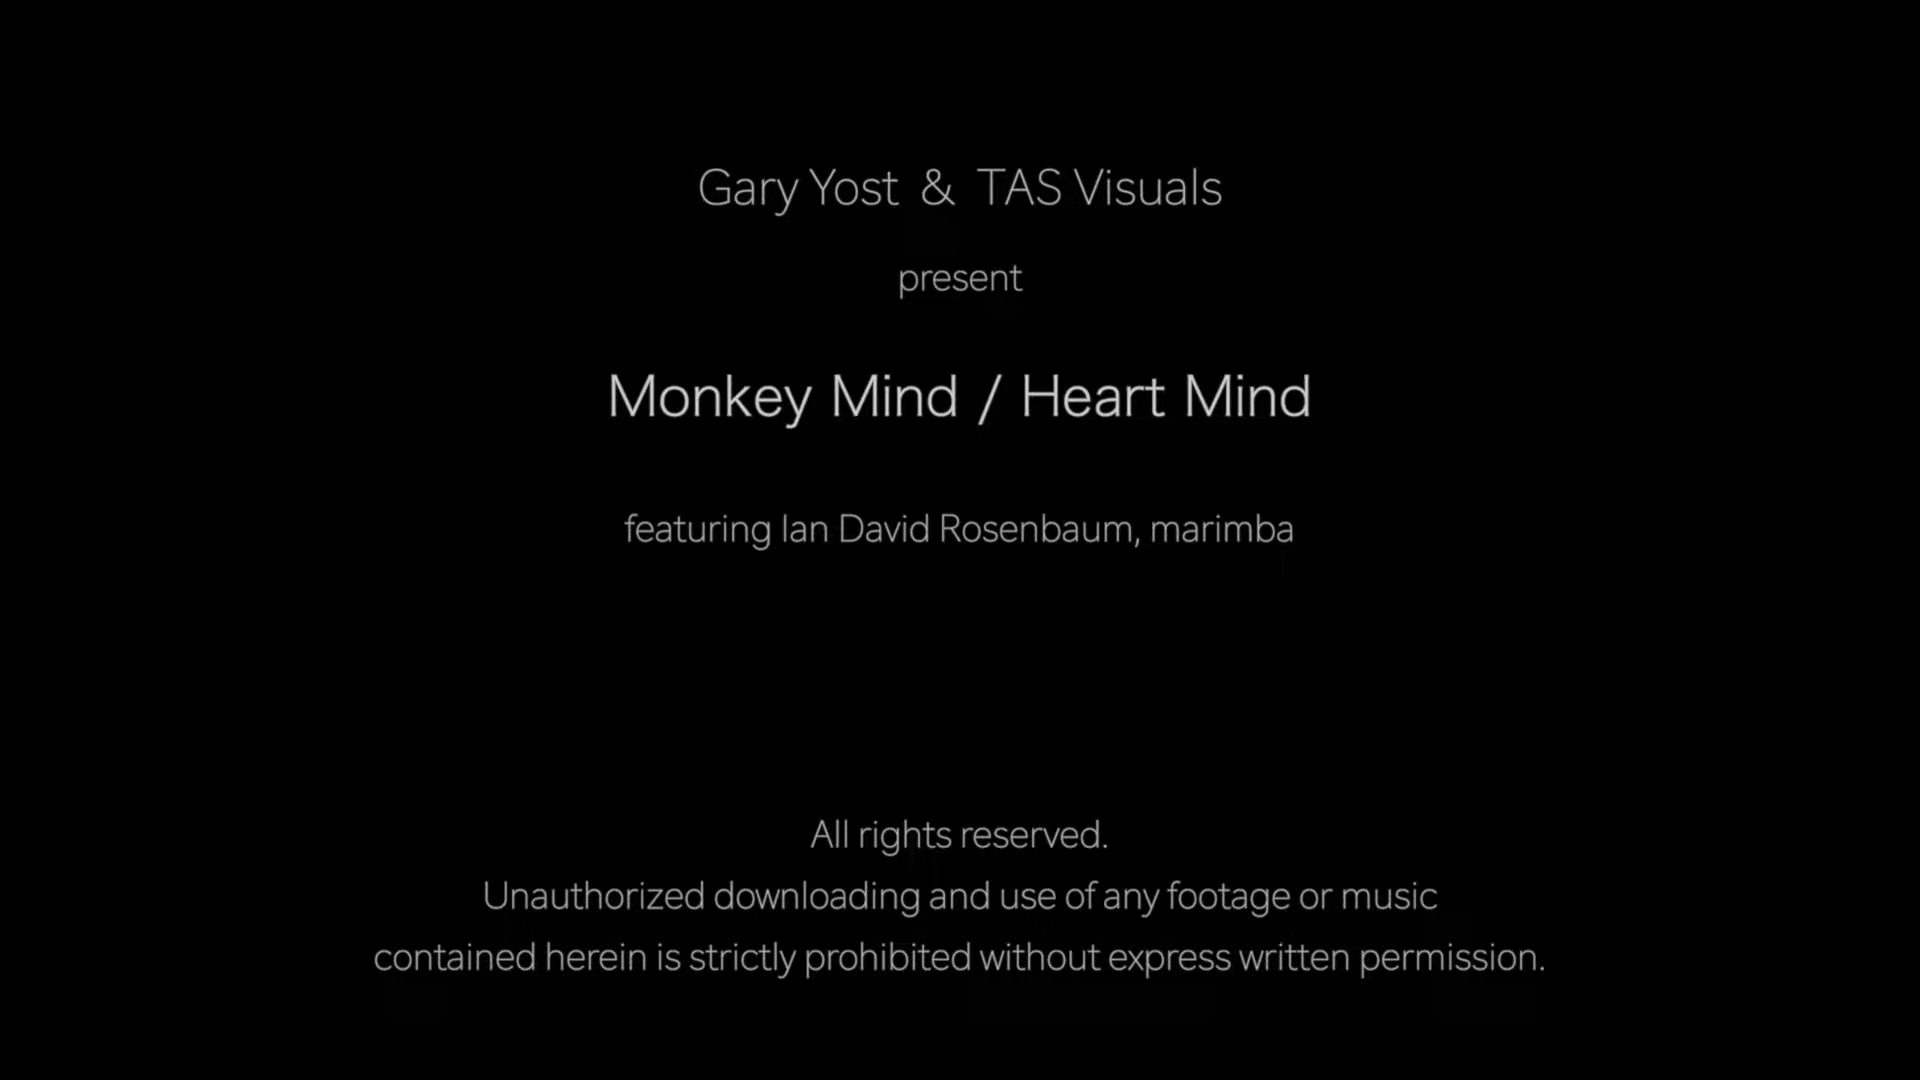 Gary Yost & TAS Visuals
present
Monkey Mind / Heart Mind
featuring Ian David Rosenbaum, marimba
All rights reserved.
Unauthorized downloading and use of any footage or music
contained herein is strictly prohibited without express written permission.